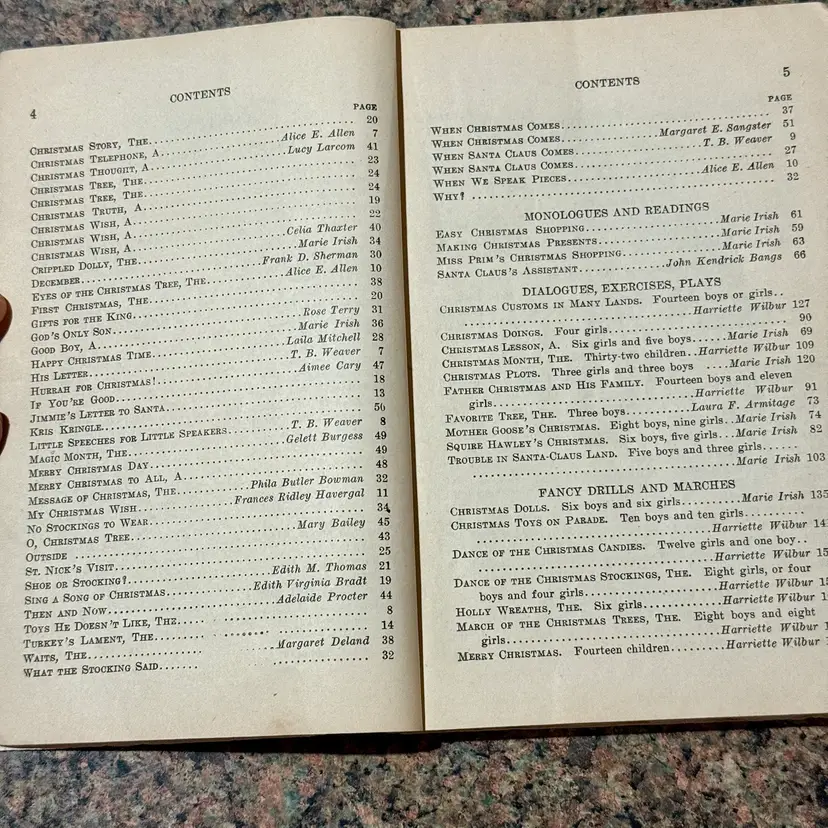 4 CONTENTS
PAGE
CHRISTMAS STORY, THE 20
CHRISTMAS TELEPHONE, A Alice E. Allen 7
CHRISTMAS THOUGHT, A Lucy Larcom 41
CHRISTMAS TREE, THE 23
CHRISTMAS TREE, THE 24
CHRISTMAS TRUTH, A 24
CHRISTMAS WISH, A 19
CHRISTMAS WISH, A 22
CHRISTMAS WISH, A Celia Thaxter 40
CRIPPLED DOLLY, THE Marie Irish 34
DECEMBER Frank D. Sherman 30
EYES OF THE CHRISTMAS TREE, THE Alice E. Allen 10
FIRST CHRISTMAS, THE 38
GIFTS FOR THE KING 20
GOD'S ONLY SON Rose Terry 31
GOOD BOY, A Marie Irish 36
HAPPY CHRISTMAS TIME Laila Mitchell 28
HIS LETTER T. B. Weaver 7
HURRAH FOR CHRISTMAS! Aimee Cary 47
IF YOU'RE GOOD 18
JIMMIE'S LETTER TO SANTA 13
KRIS KRINGLE 50
LITTLE SPEECHES FOR LITTLE SPEAKERS T. B. Weaver 8
MAGIC MONTH, THE Gelett Burgess 49
MERRY CHRISTMAS DAY 49
MERRY CHRISTMAS TO ALL, A 48
MESSAGE OF CHRISTMAS, THE Phila Butler Bowman 32
MY CHRISTMAS WISH Frances Ridley Havergal 11
NO STOCKINGS TO WEAR 34
O, CHRISTMAS TREE Mary Bailey 45
OUTSIDE 43
ST. NICK'S VISIT 25
SHOE OR STOCKING? Edith M. Thomas 21
SING A SONG OF CHRISTMAS Edith Virginia Bradt 19
THEN AND NOW Adelaide Procter 44
TOYS HE DOESN'T LIKE, THE 8
TURKEY'S LAMENT, THE 14
WAITS, THE Margaret Deland 38
WHAT THE STOCKING SAID 32
CONTENTS 5
PAGE
WHEN CHRISTMAS COMES 37
WHEN CHRISTMAS COMES Margaret E. Sangster 51
WHEN SANTA CLAUS COMES T. B. Weaver 9
WHEN SANTA CLAUS COMES 27
WHEN WE SPEAK PIECES Alice E. Allen 10
WHY? 32
MONOLOGUES AND READINGS
EASY CHRISTMAS SHOPPING Marie Irish 61
MAKING CHRISTMAS PRESENTS Marie Irish 59
MISS PRIM'S CHRISTMAS SHOPPING Marie Irish 63
SANTA CLAUS'S ASSISTANT John Kendrick Bangs 66
DIALOGUES, EXERCISES, PLAYS
CHRISTMAS CUSTOMS IN MANY LANDS. Fourteen boys or girls
Harriette Wilbur 127
CHRISTMAS DOINGS. Four girls 90
CHRISTMAS LESSON, A. Six girls and five boys Marie Irish 69
CHRISTMAS MONTH, THE. Thirty-two children Harriette Wilbur 109
CHRISTMAS PLOTS. Three girls and three boys Marie Irish 120
FATHER CHRISTMAS AND HIS FAMILY. Fourteen boys and eleven
girls Harriette Wilbur 91
FAVORITE TREE, THE. Three boys Laura F. Armitage 73
MOTHER GOOSE'S CHRISTMAS. Eight boys, nine girls Marie Irish 74
SQUIRE HAWLEY'S CHRISTMAS. Six boys, five girls Marie Irish 82
TROUBLE IN SANTA-CLAUS LAND. Five boys and three girls
Marie Irish 103
FANCY DRILLS AND MARCHES
CHRISTMAS DOLLS. Six boys and six girls Marie Irish 135
CHRISTMAS TOYS ON PARADE. Ten boys and ten girls
Harriette Wilbur 14
DANCE OF THE CHRISTMAS CANDIES. Twelve girls and one boy
Harriette Wilbur 15
DANCE OF THE CHRISTMAS STOCKINGS, THE. Eight girls, or four
boys and four girls Harriette Wilbur 1
HOLLY WREATHS, THE. Six girls Harriette Wilbur 1
MARCH OF THE CHRISTMAS TREES, THE. Eight boys and eight
girls Harriette Wilbur 1
MERRY CHRISTMAS. Fourteen children Harriette Wilbur 1